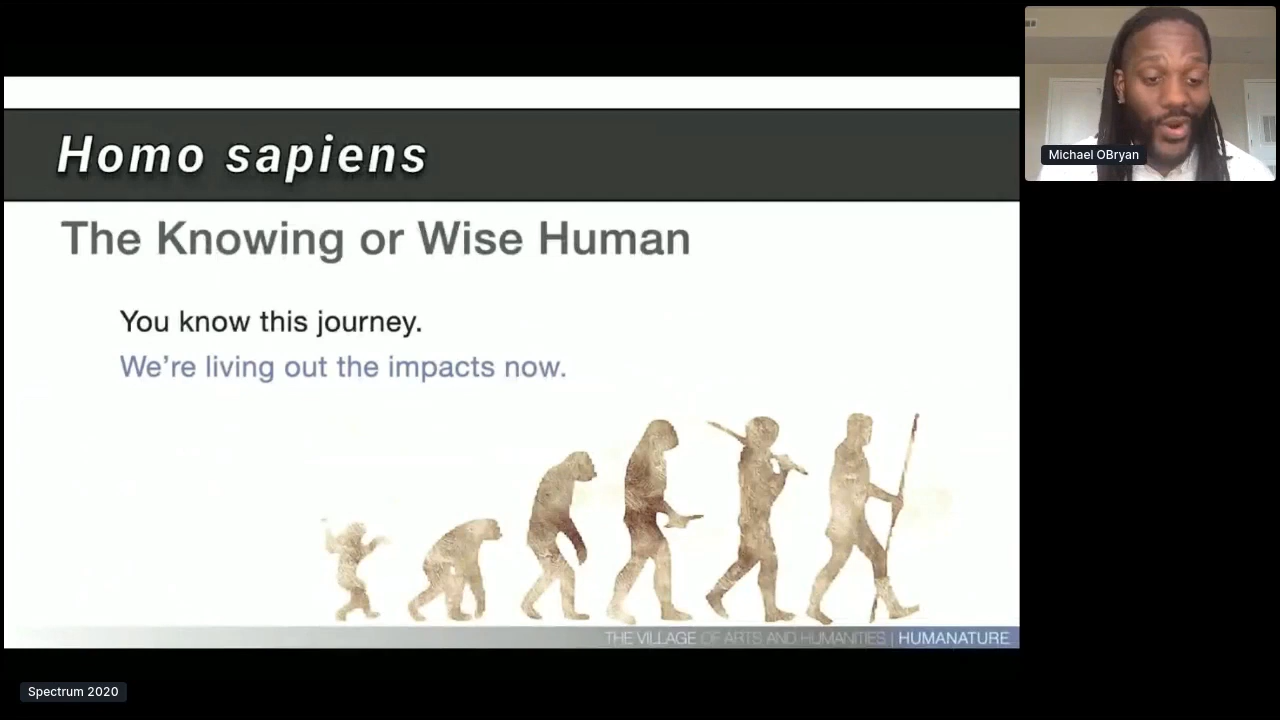 Homo sapiens
The Knowing or Wise Human
You know this journey.
We're living out the impacts now.
THE VILLAGE OF ARTS AND HUMANITIES | HUMANATURE
Michael OBryan
Spectrum 2020